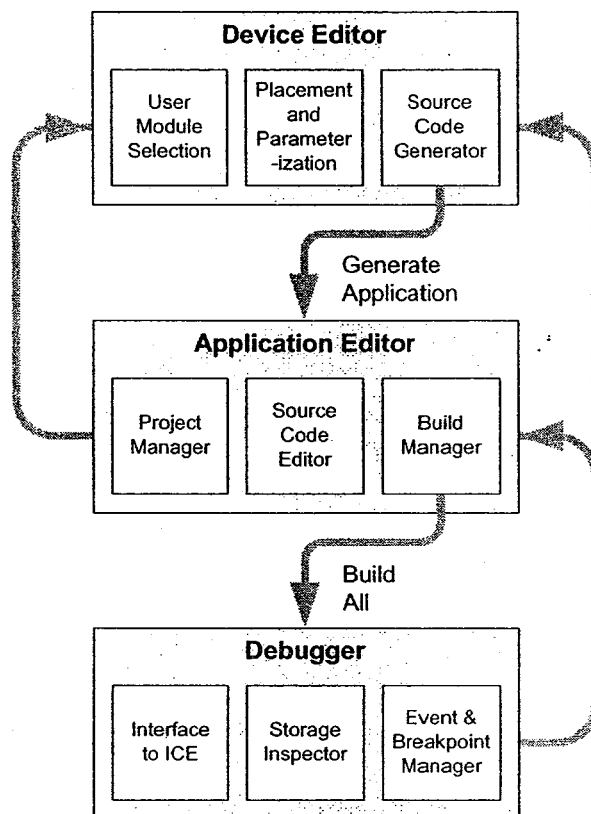 Device Editor
User
Module
Selection
Placement
and
Parameter
-ization
Source
Code
Generator
Generate
Application
Application Editor
Project
Manager
Source
Code
Editor
Build
Manager
Build
All
Debugger
Interface
to ICE
Storage
Inspector
Event &
Breakpoint
Manager